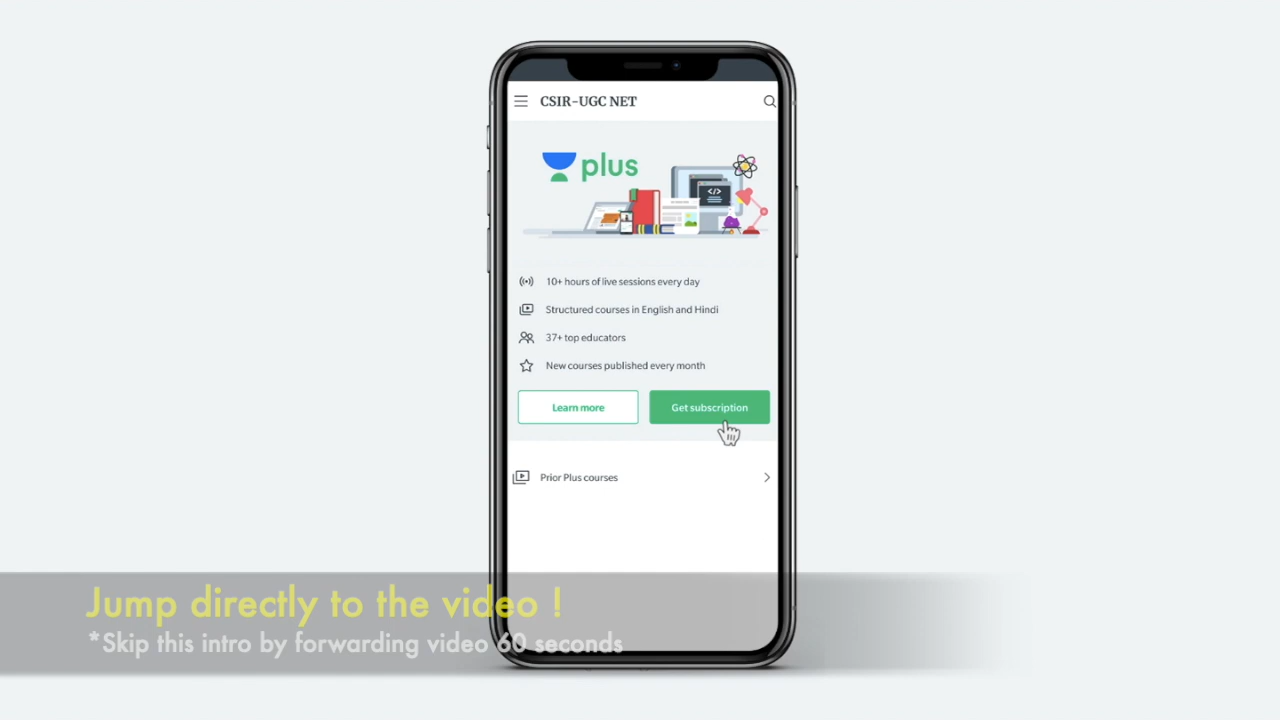 CSIR-UGC NET
plus
</>
10+ hours of live sessions every day
Structured courses in English and Hindi
37+ top educators
New courses published every month
Learn more
Get subscription
Prior Plus courses
Jump directly to the video !
*Skip this intro by forwarding video 60 seconds